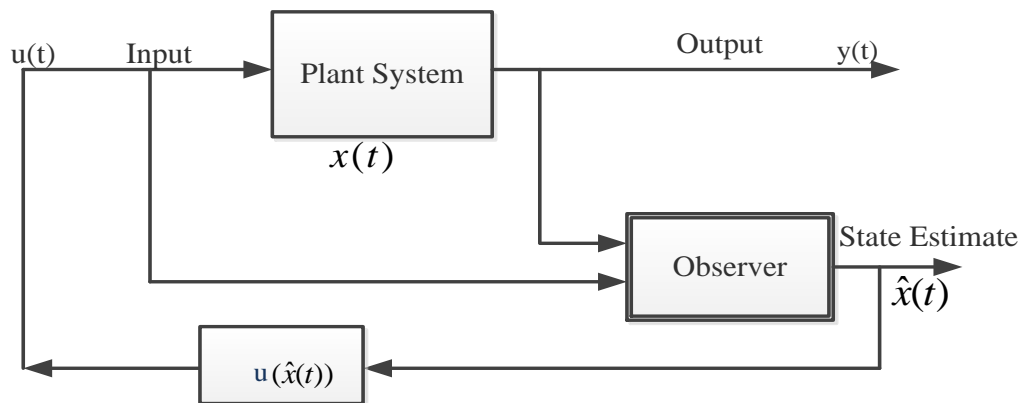 u(t)
Input
Plant System
x(t)
Output
y(t)
Observer
State Estimate
x̂(t)
u(x̂(t))